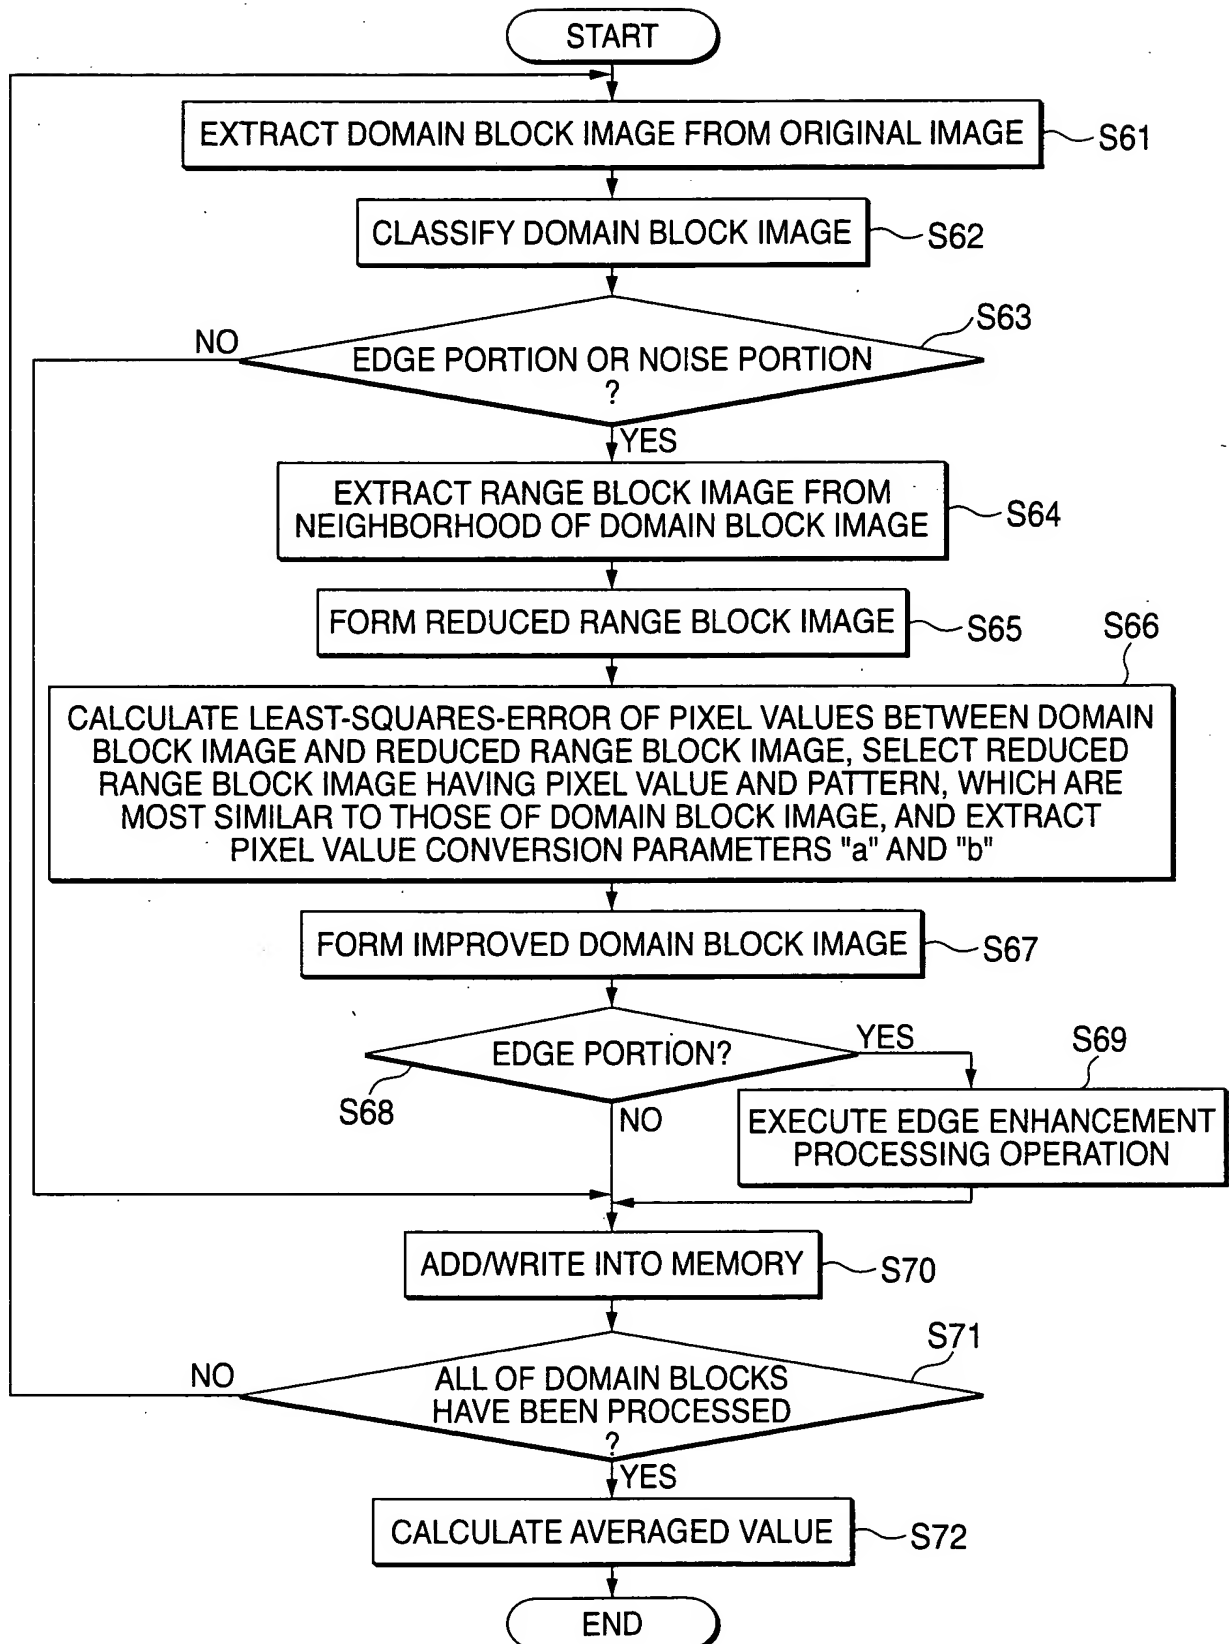 START
EXTRACT DOMAIN BLOCK IMAGE FROM ORIGINAL IMAGE
S61
CLASSIFY DOMAIN BLOCK IMAGE
S62
S63
NO
EDGE PORTION OR NOISE PORTION
?
YES
EXTRACT RANGE BLOCK IMAGE FROM
NEIGHBORHOOD OF DOMAIN BLOCK IMAGE
S64
FORM REDUCED RANGE BLOCK IMAGE
S65
S66
CALCULATE LEAST-SQUARES-ERROR OF PIXEL VALUES BETWEEN DOMAIN
BLOCK IMAGE AND REDUCED RANGE BLOCK IMAGE, SELECT REDUCED
RANGE BLOCK IMAGE HAVING PIXEL VALUE AND PATTERN, WHICH ARE
MOST SIMILAR TO THOSE OF DOMAIN BLOCK IMAGE, AND EXTRACT
PIXEL VALUE CONVERSION PARAMETERS "a" AND "b"
FORM IMPROVED DOMAIN BLOCK IMAGE
S67
EDGE PORTION?
YES
S68
NO
S69
EXECUTE EDGE ENHANCEMENT
PROCESSING OPERATION
ADD/WRITE INTO MEMORY
S70
S71
NO
ALL OF DOMAIN BLOCKS
HAVE BEEN PROCESSED
?
YES
CALCULATE AVERAGED VALUE
S72
END